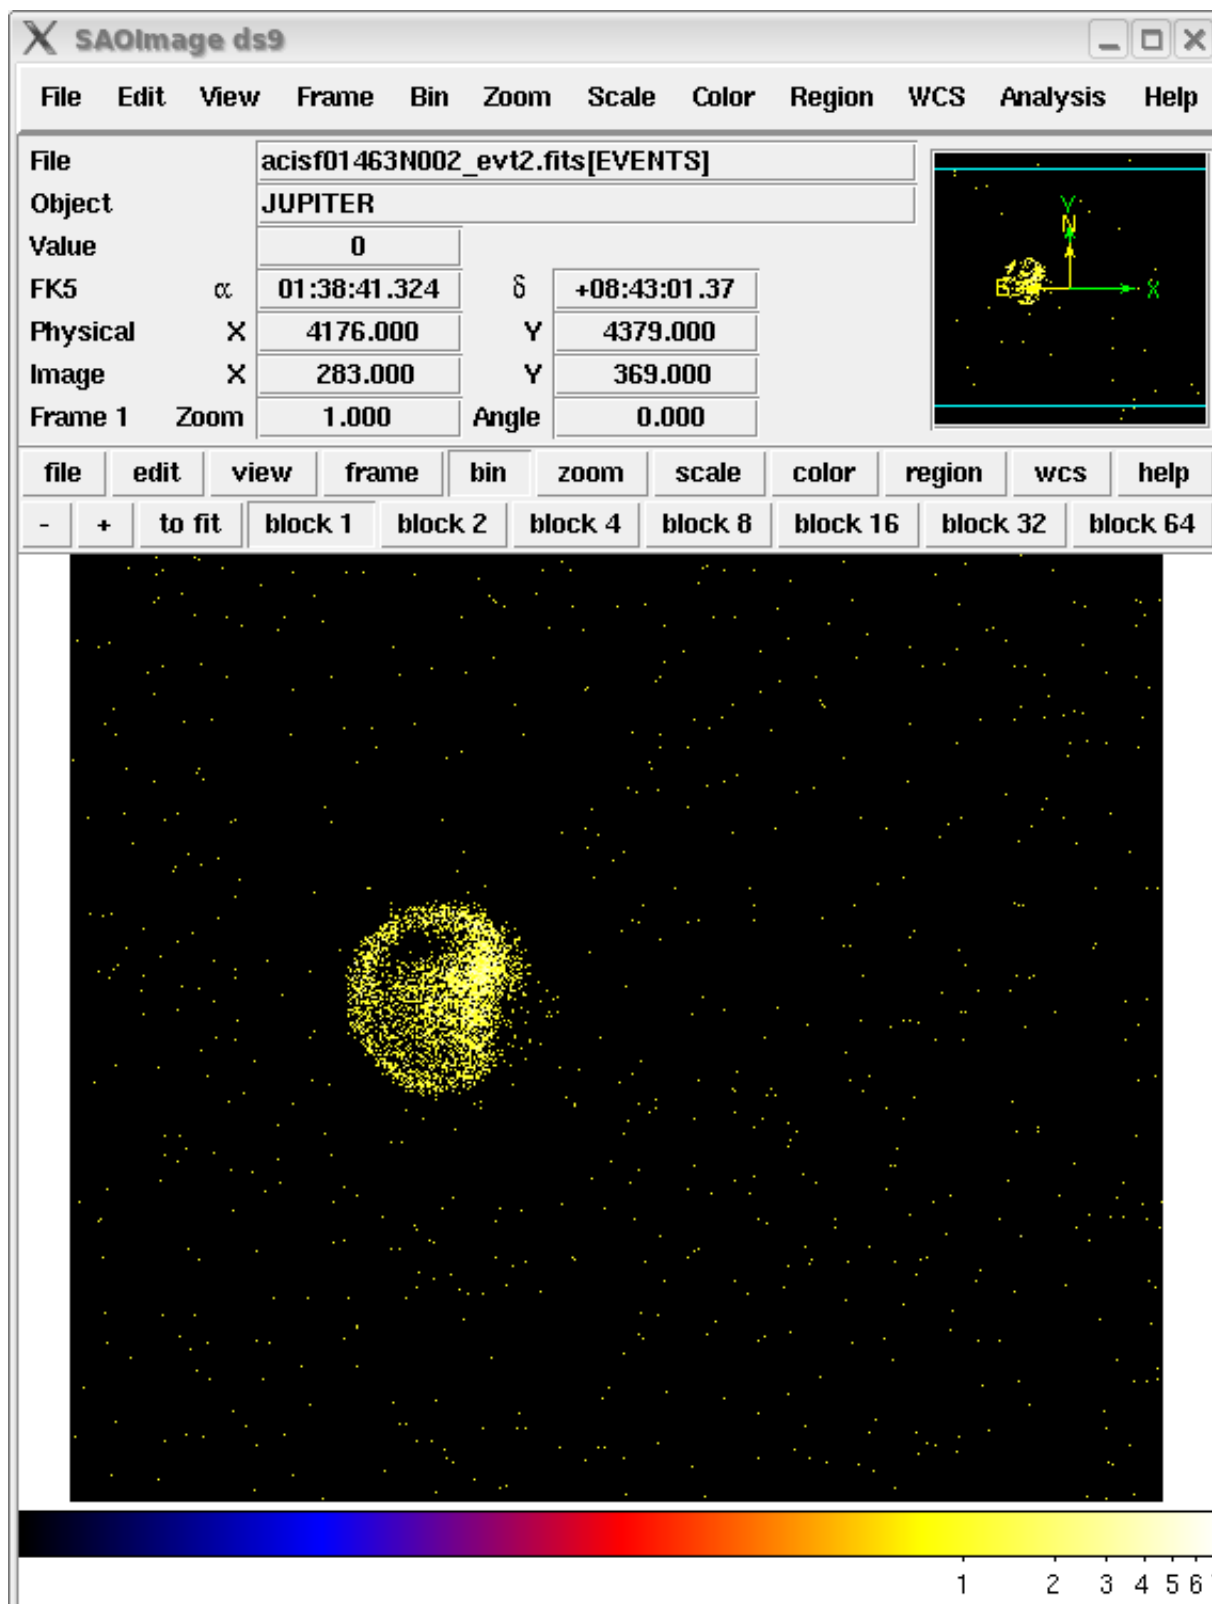 SAOImage ds9
File Edit View Frame Bin Zoom Scale Color Region WCS Analysis Help
File acisf01463N002_evt2.fits[EVENTS]
Object JUPITER
Value 0
FK5 α 01:38:41.324 δ +08:43:01.37
Physical X 4176.000 Y 4379.000
Image X 283.000 Y 369.000
Frame 1 Zoom 1.000 Angle 0.000
Y
N
E X
file edit view frame bin zoom scale color region wcs help
- + to fit block 1 block 2 block 4 block 8 block 16 block 32 block 64
1 2 3 4 5 6